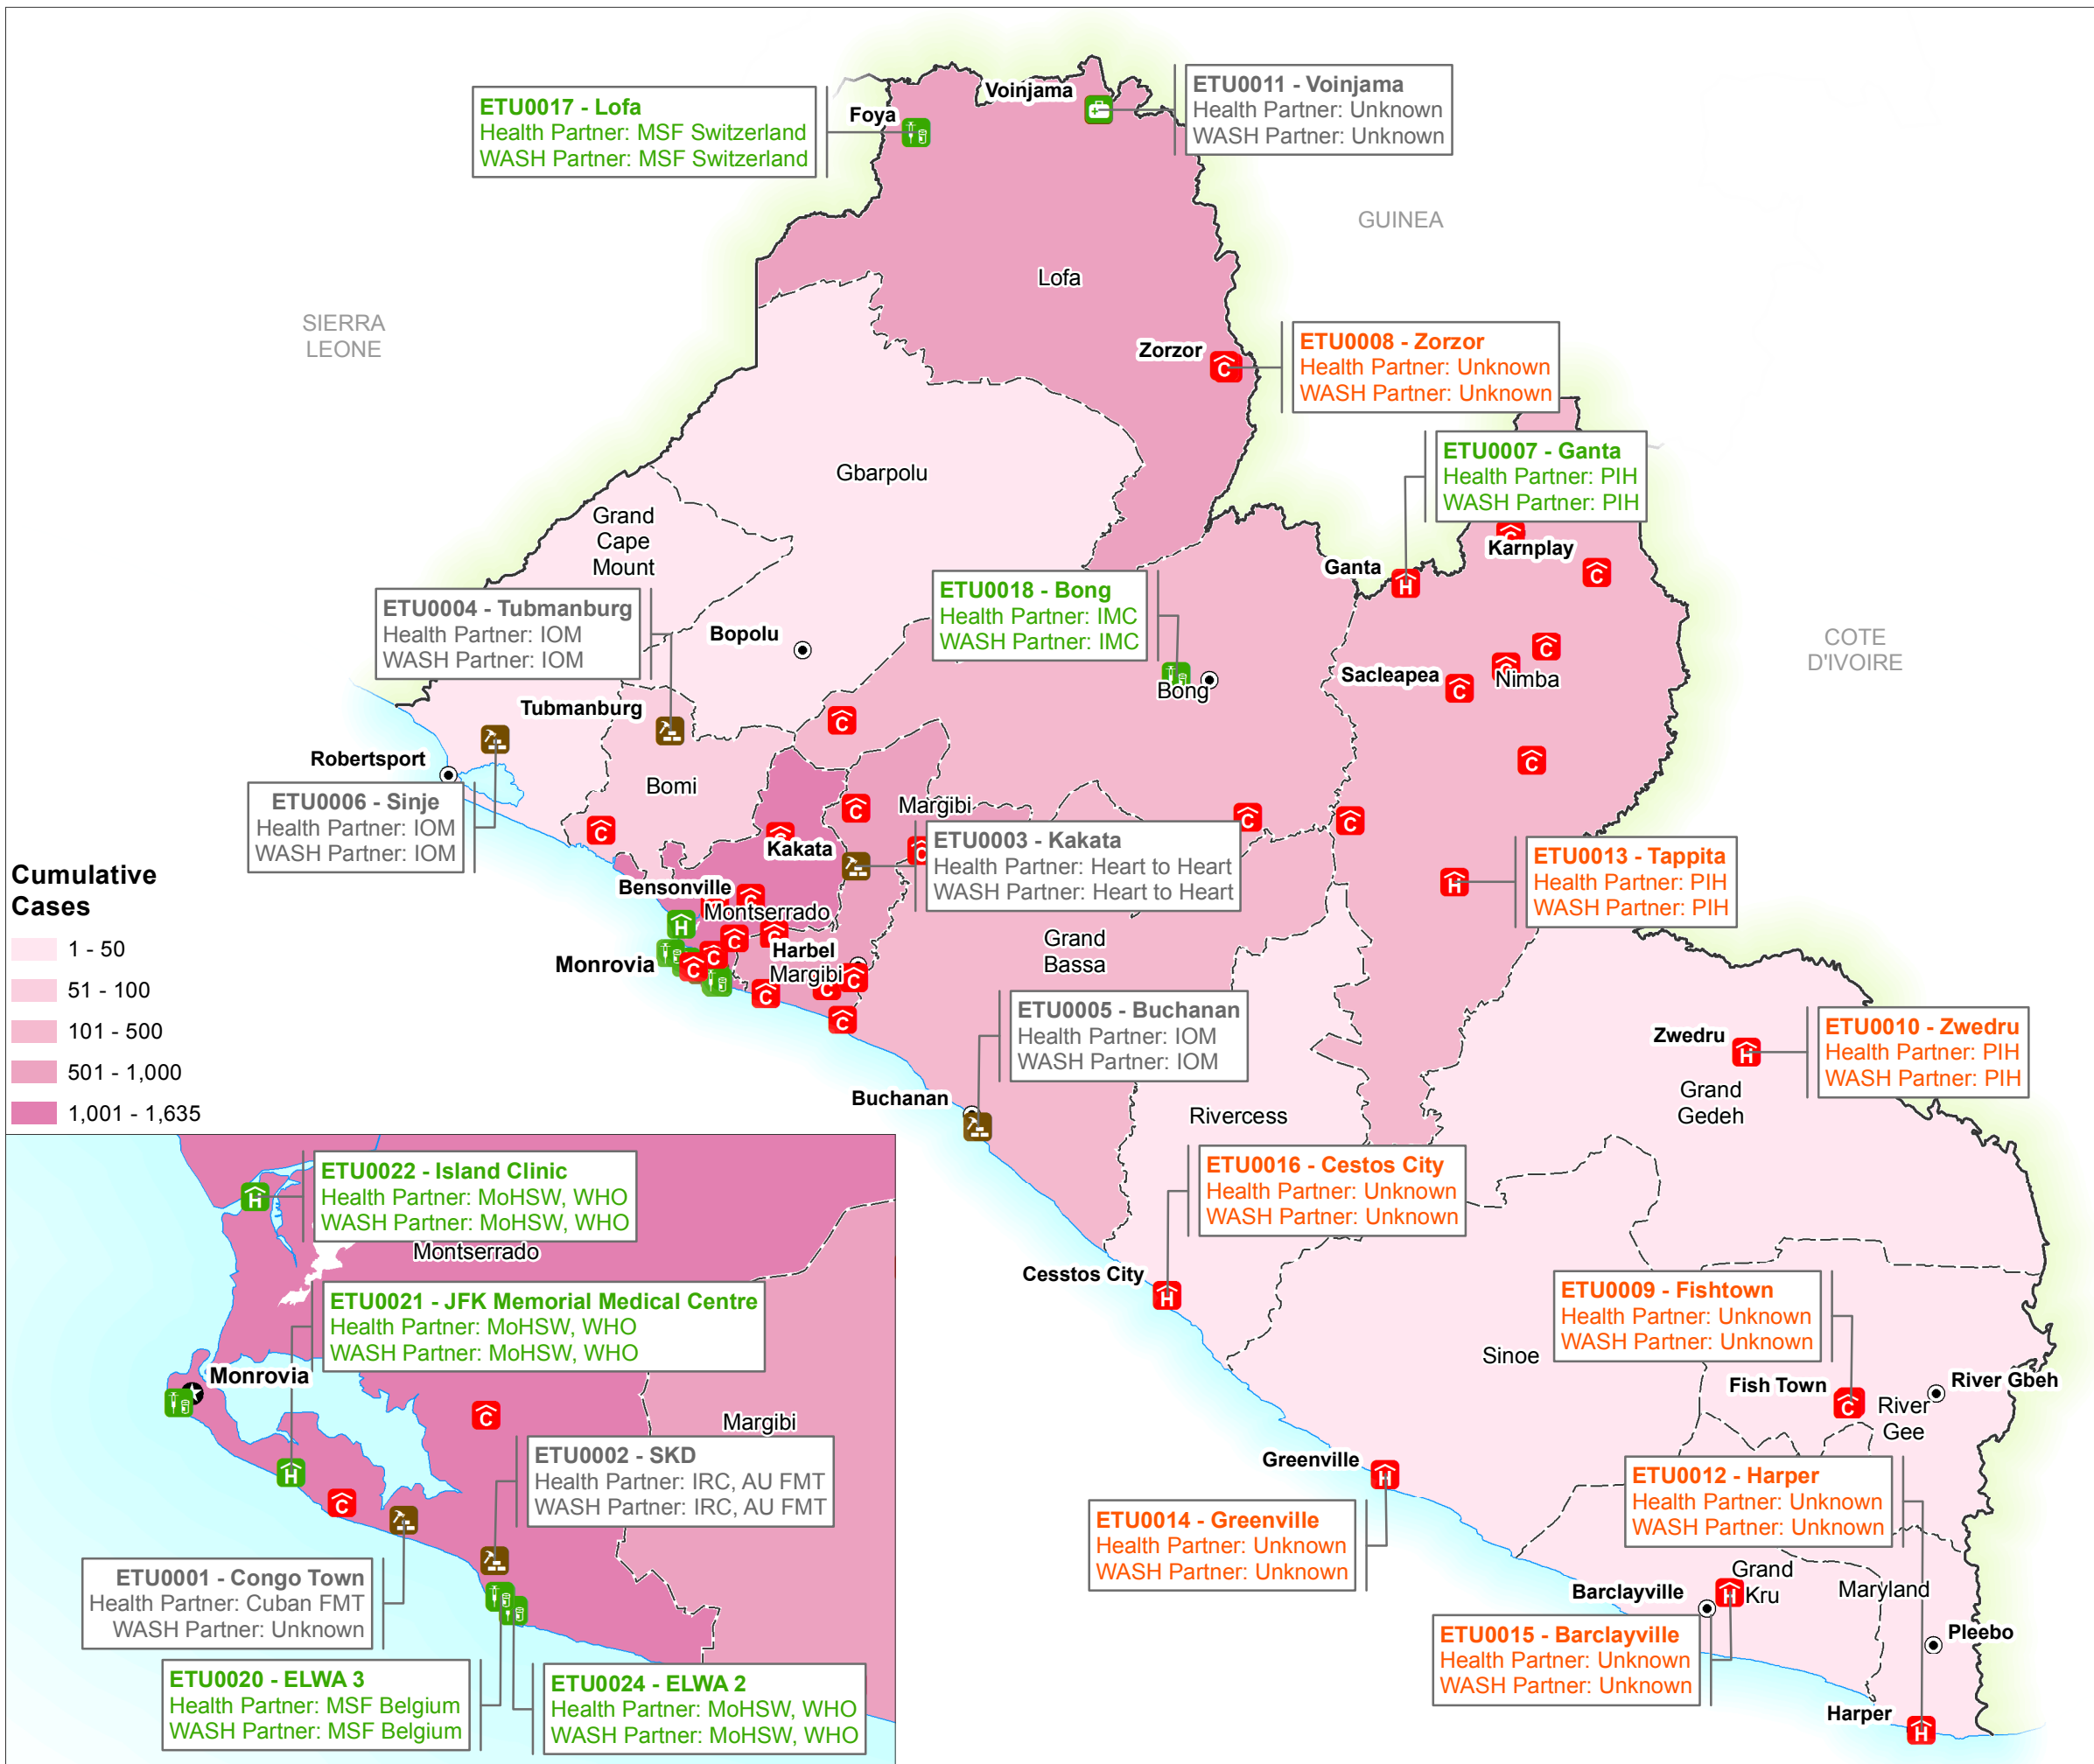 ETU0017 - Lofa
Health Partner: MSF Switzerland
WASH Partner: MSF Switzerland
Foya
Voinjama
ETU0011 - Voinjama
Health Partner: Unknown
WASH Partner: Unknown
GUINEA
Lofa
SIERRA
LEONE
Zorzor
ETU0008 - Zorzor
Health Partner: Unknown
WASH Partner: Unknown
Gbarpolu
ETU0007 - Ganta
Health Partner: PIH
WASH Partner: PIH
Grand
Cape
Mount
Karnplay
Ganta
ETU0004 - Tubmanburg
Health Partner: IOM
WASH Partner: IOM
ETU0018 - Bong
Health Partner: IMC
WASH Partner: IMC
Bopolu
COTE
D'IVOIRE
Sacleapea
Nimba
Bong
Tubmanburg
Robertsport
Bomi
ETU0006 - Sinje
Health Partner: IOM
WASH Partner: IOM
Margibi
Kakata
ETU0003 - Kakata
Health Partner: Heart to Heart
WASH Partner: Heart to Heart
ETU0013 - Tappita
Health Partner: PIH
WASH Partner: PIH
Bensonville
Montserrado
Harbel
Monrovia
Margibi
Grand
Bassa
Cumulative
Cases
1 - 50
51 - 100
101 - 500
501 - 1,000
1,001 - 1,635
ETU0005 - Buchanan
Health Partner: IOM
WASH Partner: IOM
Buchanan
Zwedru
ETU0010 - Zwedru
Health Partner: PIH
WASH Partner: PIH
Grand
Gedeh
Rivercess
ETU0016 - Cestos City
Health Partner: Unknown
WASH Partner: Unknown
Cesstos City
ETU0009 - Fishtown
Health Partner: Unknown
WASH Partner: Unknown
Sinoe
Fish Town
River Gbeh
River
Gee
Greenville
ETU0014 - Greenville
Health Partner: Unknown
WASH Partner: Unknown
ETU0012 - Harper
Health Partner: Unknown
WASH Partner: Unknown
Barclayville
Grand
Kru
Maryland
ETU0015 - Barclayville
Health Partner: Unknown
WASH Partner: Unknown
Pleebo
Harper
ETU0022 - Island Clinic
Health Partner: MoHSW, WHO
WASH Partner: MoHSW, WHO
Montserrado
ETU0021 - JFK Memorial Medical Centre
Health Partner: MoHSW, WHO
WASH Partner: MoHSW, WHO
Monrovia
Margibi
ETU0002 - SKD
Health Partner: IRC, AU FMT
WASH Partner: IRC, AU FMT
ETU0001 - Congo Town
Health Partner: Cuban FMT
WASH Partner: Unknown
ETU0020 - ELWA 3
Health Partner: MSF Belgium
WASH Partner: MSF Belgium
ETU0024 - ELWA 2
Health Partner: MoHSW, WHO
WASH Partner: MoHSW, WHO